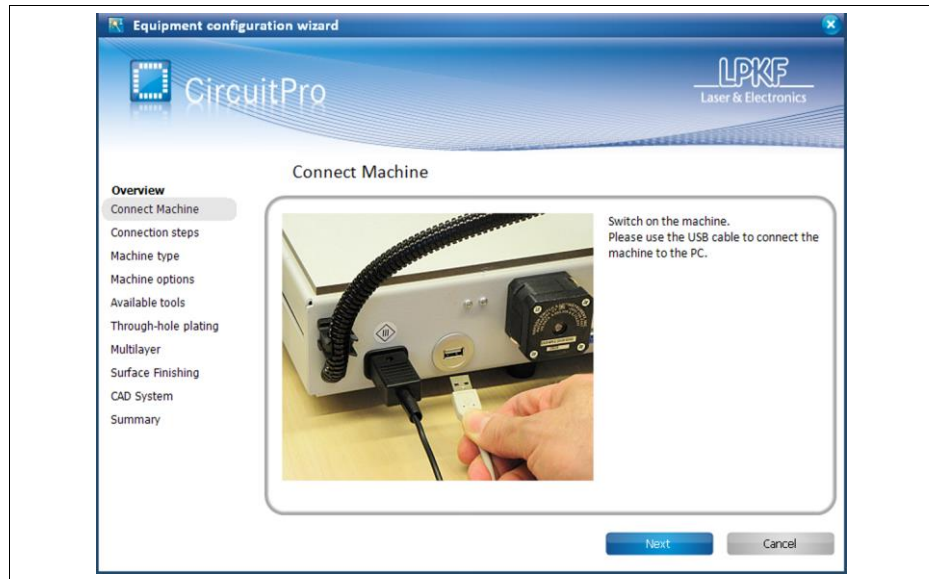 Equipment configuration wizard
CircuitPro
LPKF
Laser & Electronics
Connect Machine
Overview
Connect Machine
Connection steps
Machine type
Machine options
Available tools
Through-hole plating
Multilayer
Surface Finishing
CAD System
Summary
Switch on the machine.
Please use the USB cable to connect the
machine to the PC.
III
Next
Cancel